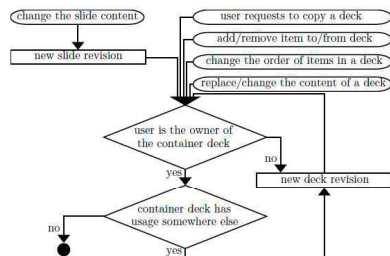 change the slide content
new slide revision
user requests to copy a deck
add/remove item to/from deck
change the order of items in a deck
replace/change the content of a deck
user is the owner of
the container deck
no
yes
new deck revision
container deck has
usage somewhere else
no
yes